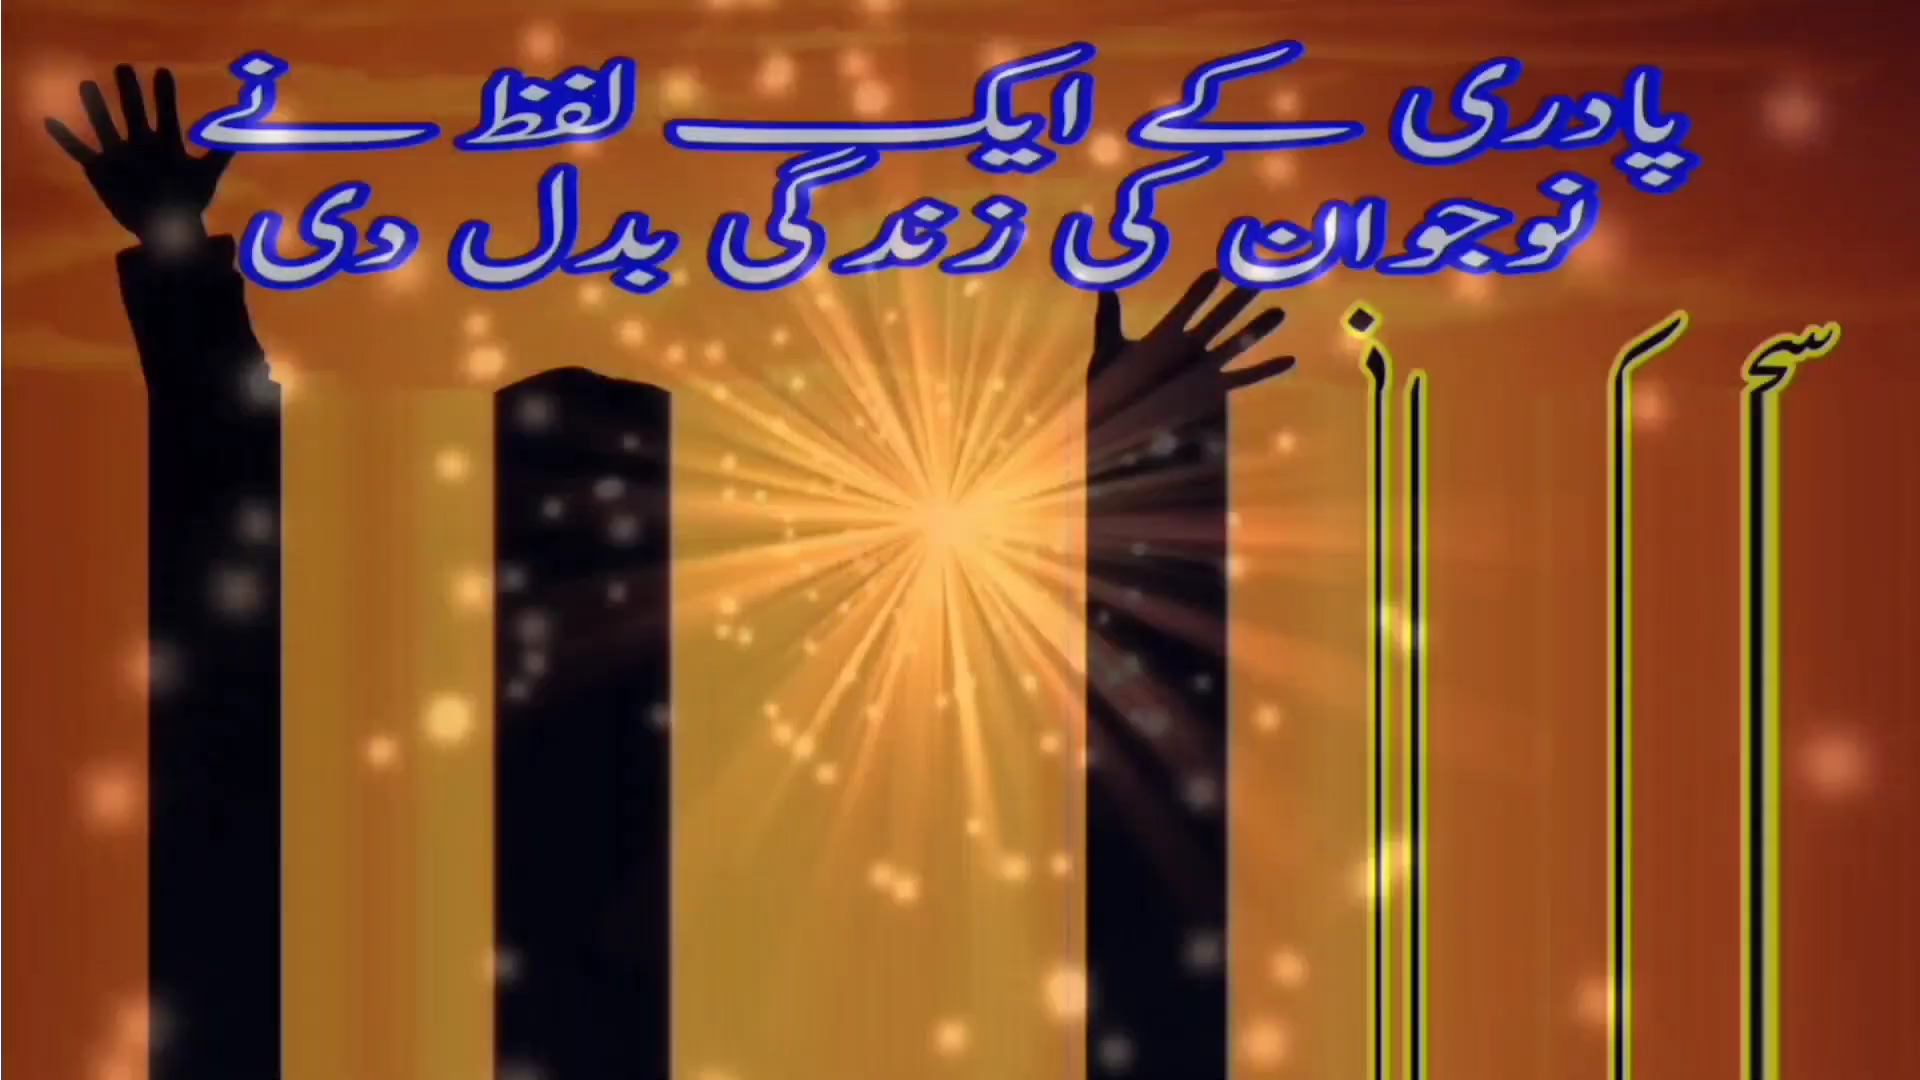 پادری کے ایک لفظ نے
نوجوان کی زندگی بدل دی